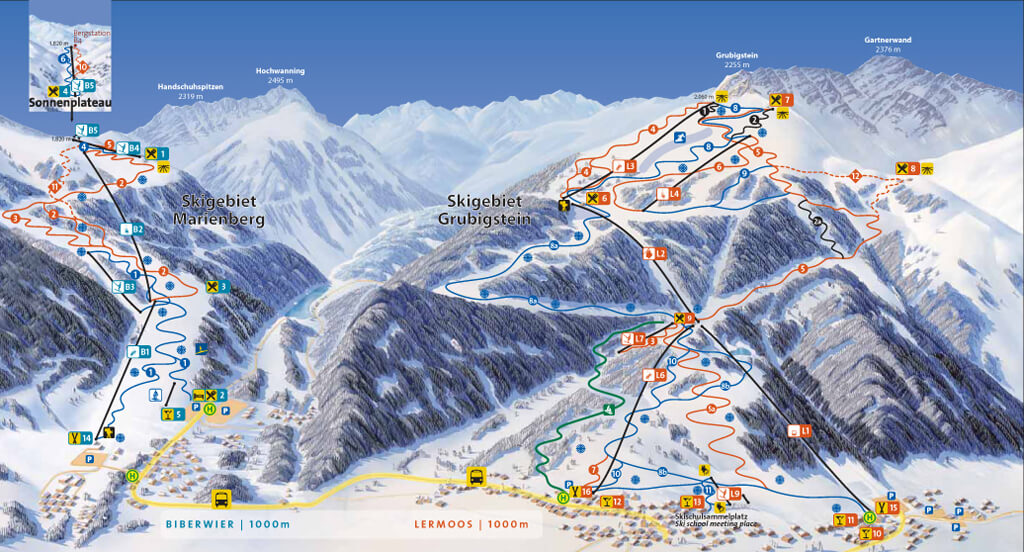 Bergstation
B4
1.820 m
6
10
B5
4
Sonnenplateau
Handschuhspitzen
2319 m
Hochwanning
2495 m
Grubigstein
2255 m
Gartnerwand
2376 m
1.820 m
B5
4
5
B4
1
2
11
2
3
Skigebiet
Marienberg
B2
1
2
B3
3
B1
1
1
5
2
P
H
P
14
P
H
2.060 m
1
8
7
2
4
8
5
L3
4
6
9
L4
6
12
8
Skigebiet
Grubigstein
8a
L2
5
8a
9
L7
3
10
L6
8b
5a
L1
7
10
8b
P
H
16
12
13
11
L9
Skischulsammelplatz
Ski school meeting place
P
P
15
11
H
10
P
P
P
BIBERWIER | 1000m
LERMOOS | 1000m